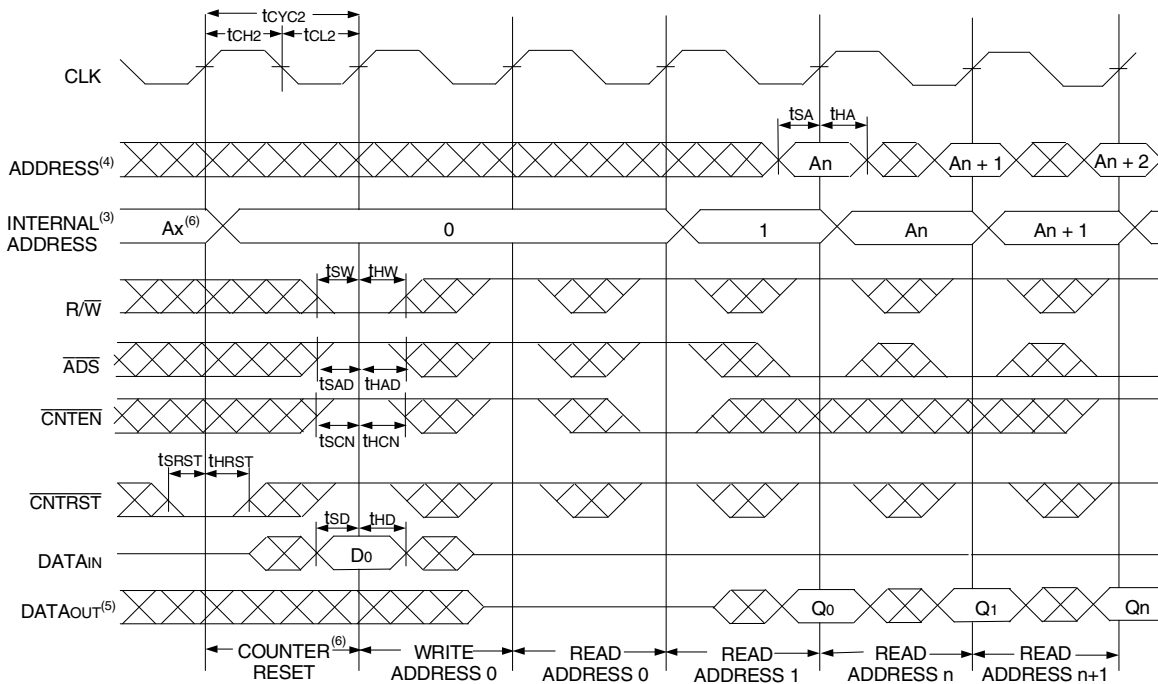 tCYC2
tCH2 tCL2
CLK
tSA tHA
ADDRESS(4) An An + 1 An + 2
INTERNAL(3) ADDRESS Ax(6) 0 1 An An + 1
tSW tHW
R/W
ADS
tSAD tHAD
CNTEN
tSCN tHCN
tSRST tHRST
CNTRST
tSD tHD
DATAIN D0
DATAOUT(5) Q0 Q1 Qn
COUNTER(6) RESET
WRITE ADDRESS 0
READ ADDRESS 0
READ ADDRESS 1
READ ADDRESS n
READ ADDRESS n+1